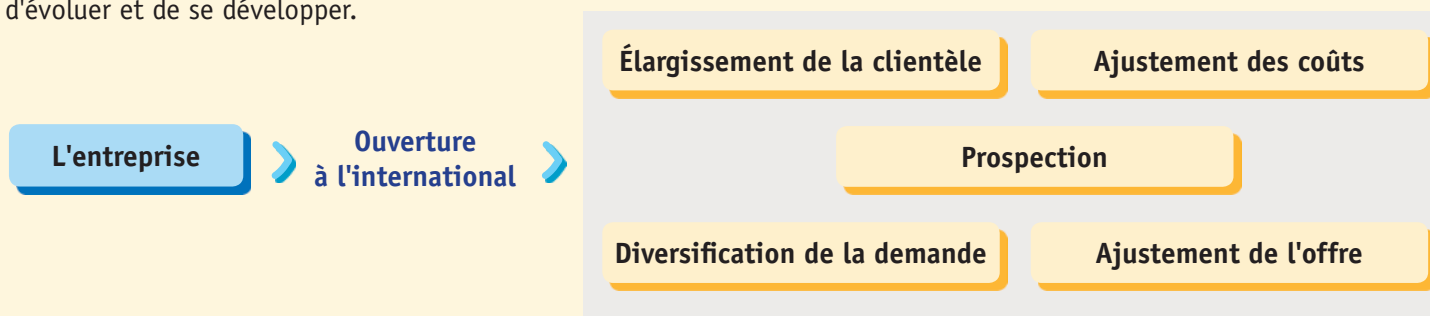 d'évoluer et de se développer.
Élargissement de la clientèle
Ajustement des coûts
L'entreprise
Ouverture
à l'international
Prospection
Diversification de la demande
Ajustement de l'offre